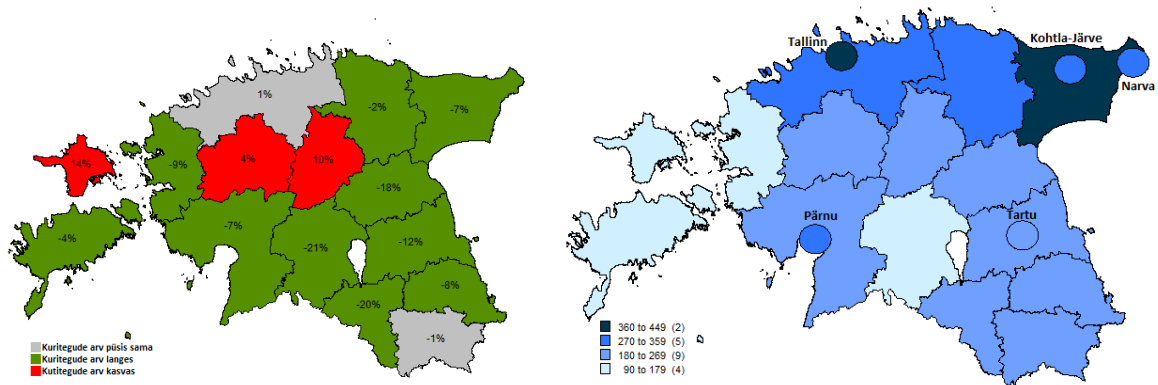 1%
-2%
-7%
14%
-9%
4%
10%
-18%
-4%
-7%
-21%
-12%
-20%
-8%
-1%
Kuritegude arv püsis sama
Kuritegude arv langes
Kutitegude arv kasvas
Tallinn
Kohtla-Järve
Narva
Pärnu
Tartu
360 to 449 (2)
270 to 359 (5)
180 to 269 (9)
90 to 179 (4)